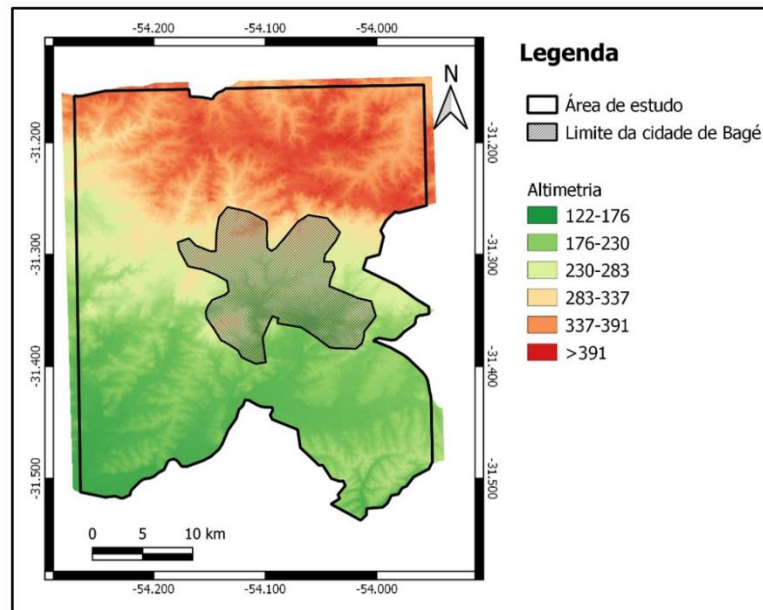 -54.200 -54.100 -54.000
N
-31.200 -31.200
-31.300 -31.300
-31.400 -31.400
-31.500 -31.500
0 5 10 km
-54.200 -54.100 -54.000
Legenda
Área de estudo
Limite da cidade de Bagé
Altimetria
122-176
176-230
230-283
283-337
337-391
>391